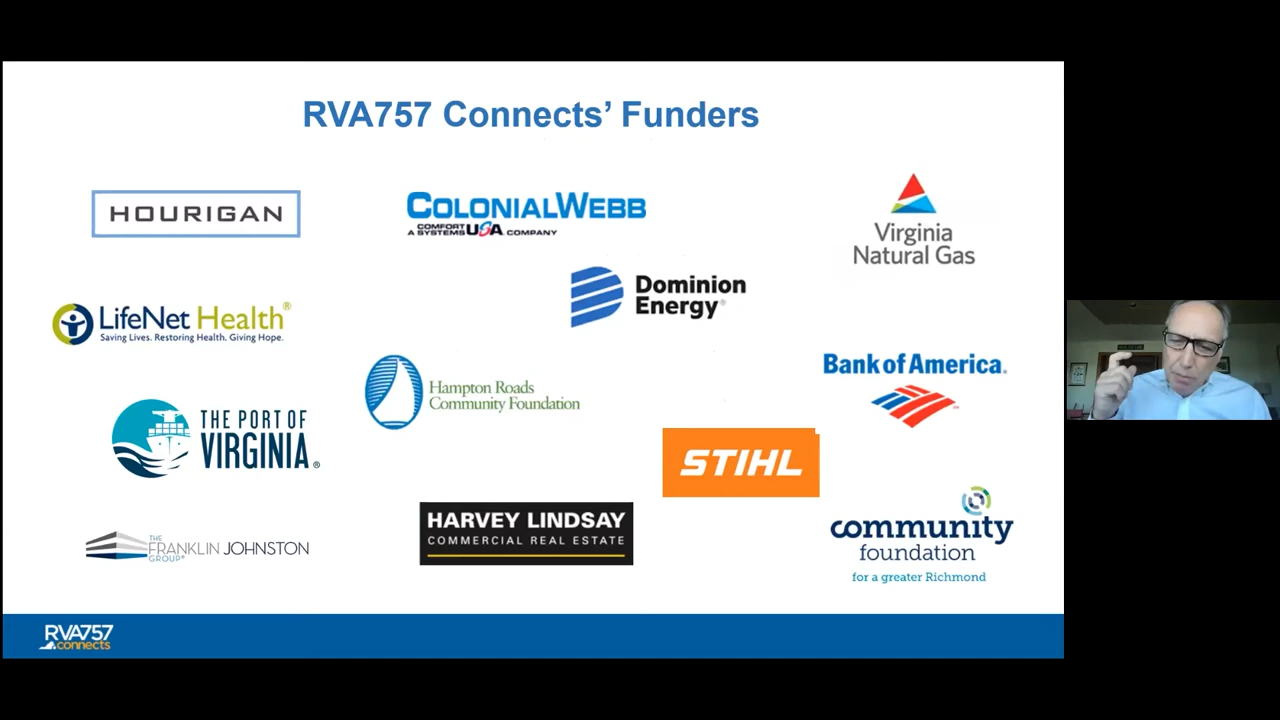 RVA757 Connects’ Funders
HOURIGAN
COLONIALWEBB
A COMFORT SYSTEMS USA COMPANY
Virginia
Natural Gas
Dominion
Energy®
LifeNet Health®
Saving Lives. Restoring Health. Giving Hope.
Bank of America.
Hampton Roads
Community Foundation
THE PORT OF
VIRGINIA®
STIHL
HARVEY LINDSAY
COMMERCIAL REAL ESTATE
community
foundation
for a greater Richmond
THE
FRANKLIN JOHNSTON
GROUP®
RVA757
connects